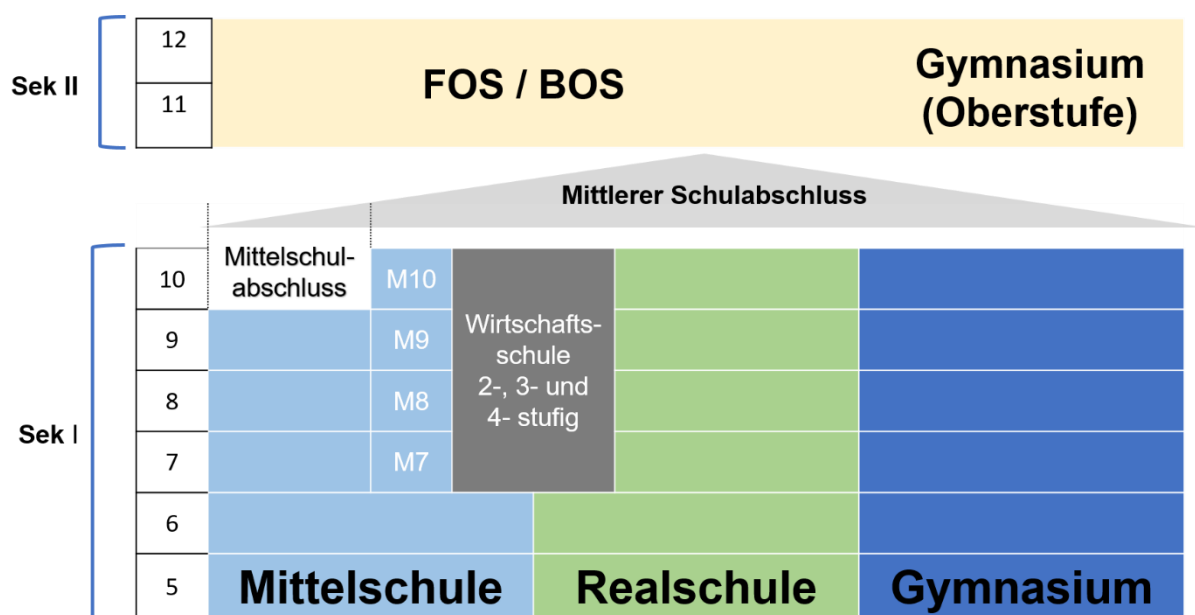 12
Sek II
FOS / BOS
Gymnasium
(Oberstufe)
11
Mittlerer Schulabschluss
10
Mittelschul-
abschluss
M10
9
M9
Wirtschafts-
schule
2-, 3- und
4- stufig
8
M8
Sek I
7
M7
6
5
Mittelschule
Realschule
Gymnasium